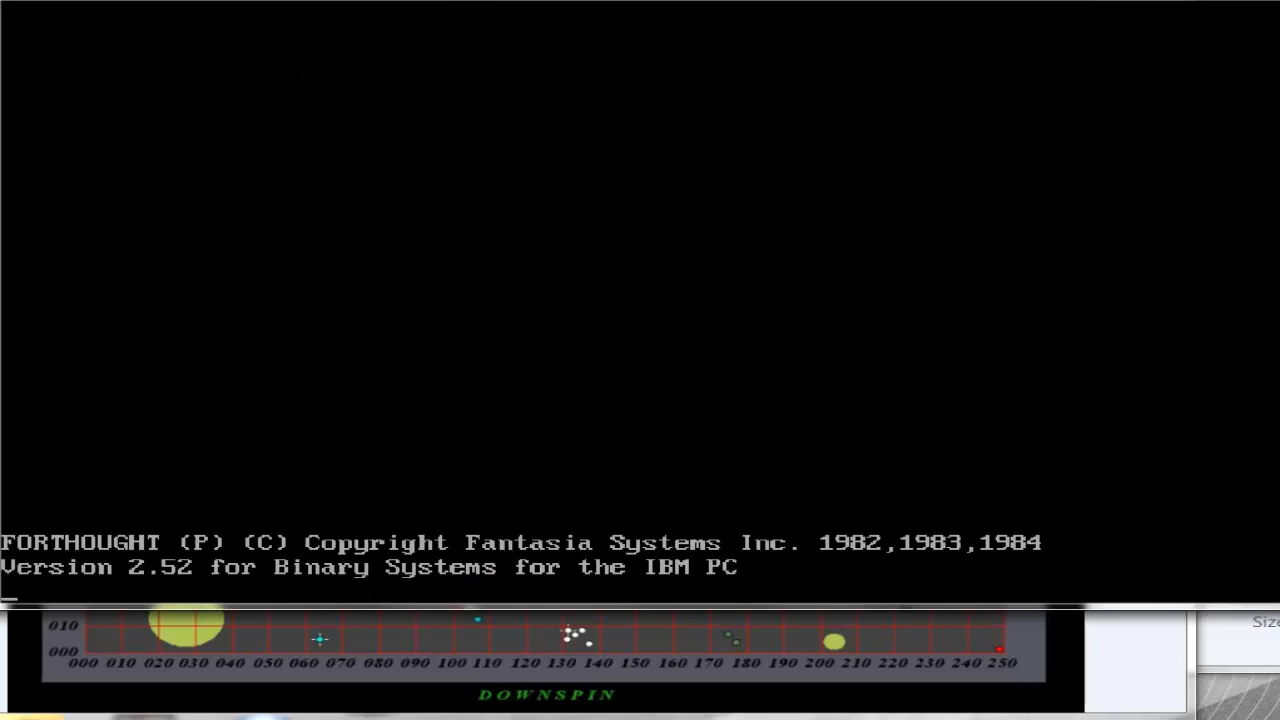 FORTHOUGHT (P) (C) Copyright Fantasia Systems Inc. 1982,1983,1984
Version 2.52 for Binary Systems for the IBM PC
_
010
000
000 010 020 030 040 050 060 070 080 090 100 110 120 130 140 150 160 170 180 190 200 210 220 230 240 250
DOWNSPIN
Size